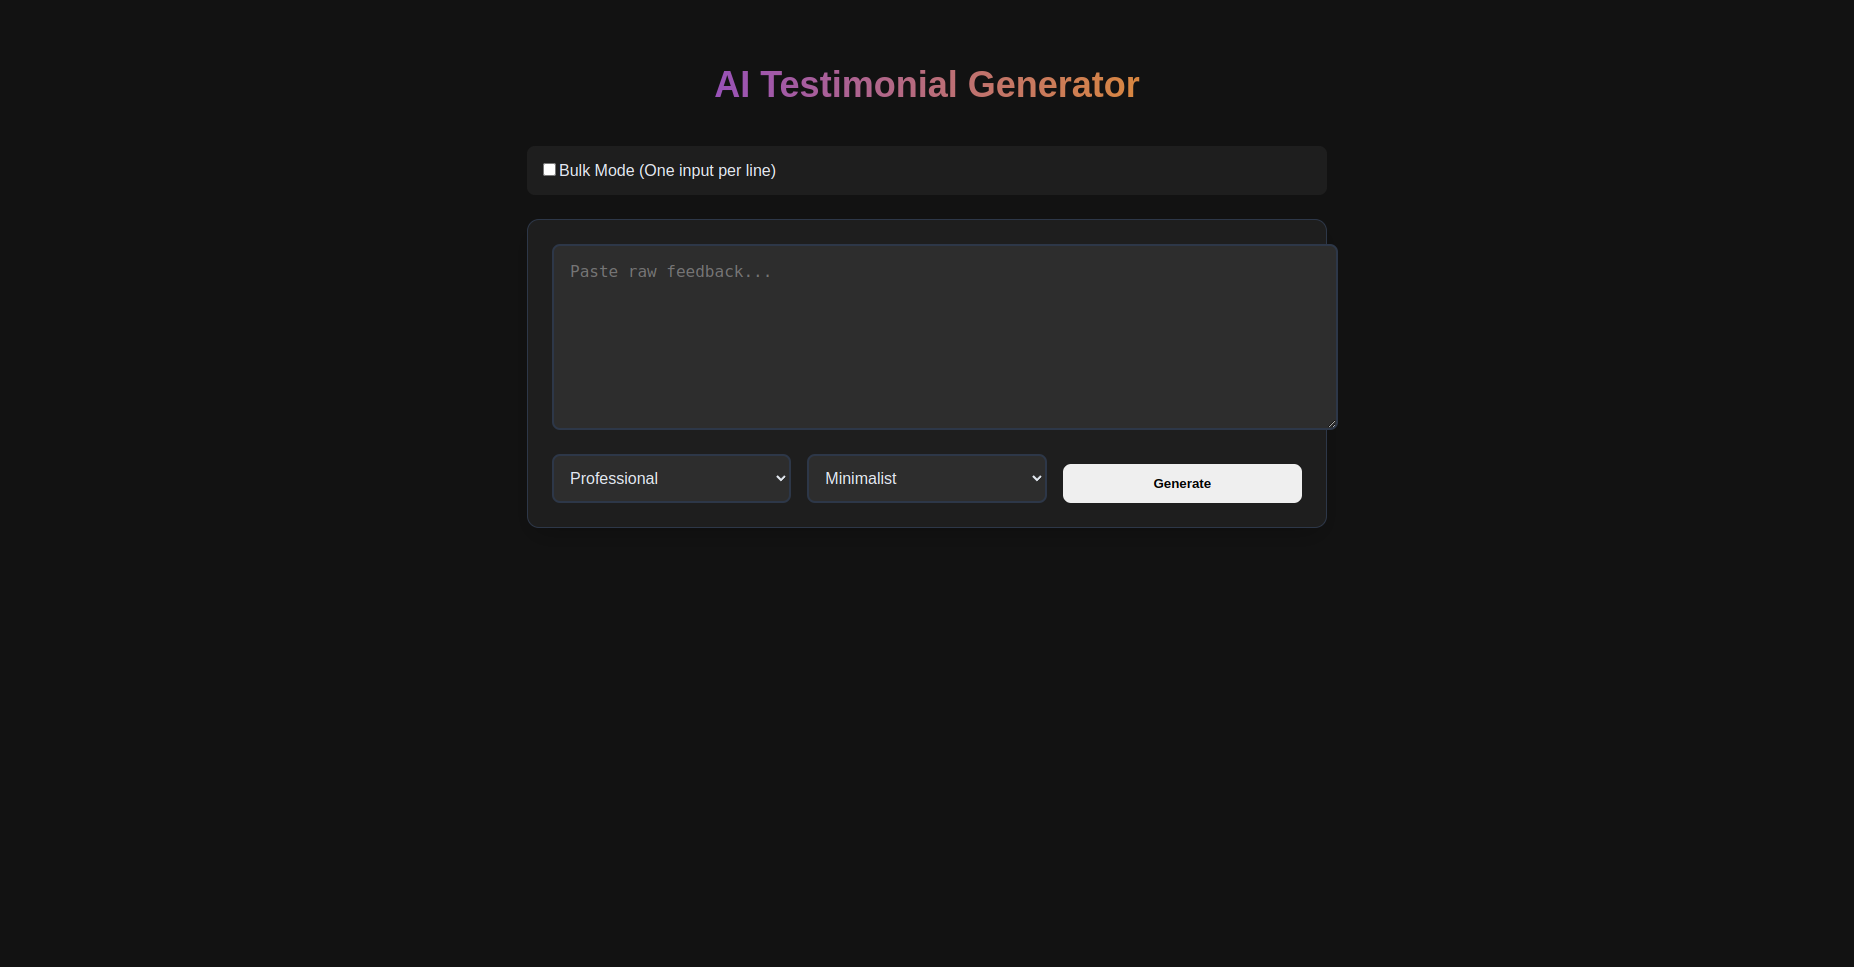 AI Testimonial Generator
Bulk Mode (One input per line)
Paste raw feedback...
Professional
Minimalist
Generate